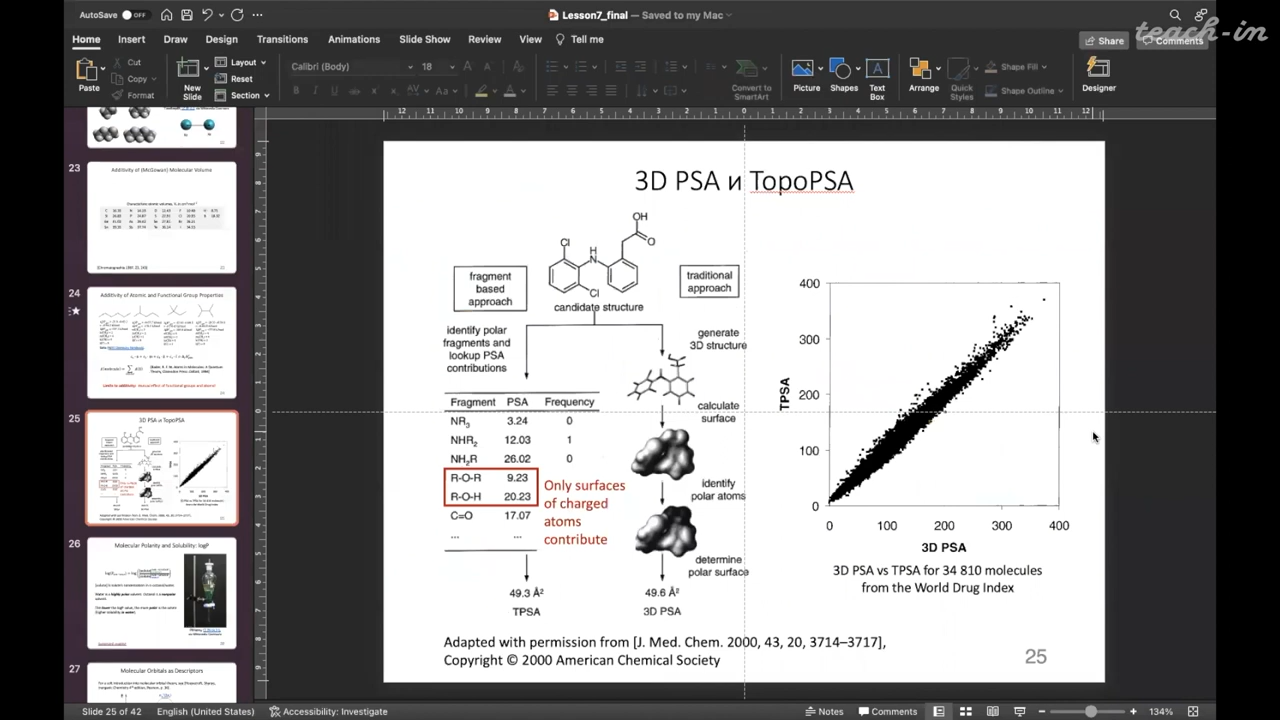 AutoSave OFF
Lesson7_final — Saved to my Mac
teach-in
Home Insert Draw Design Transitions Animations Slide Show Review View Tell me
Share Comments
Paste
Cut
Copy
Format
New
Slide
Layout
Reset
Section
Calibri (Body) 18
Convert to
SmartArt
Picture
Shapes
Text
Box
Arrange
Quick
Styles
Shape Fill
Shape Outline
Designer
23
Additivity of (McGowan) Molecular Volume
24
Additivity of Atomic and Functional Group Properties
25
3D PSA и TopoPSA
26
Molecular Polarity and Solubility: logP
27
Molecular Orbitals as Descriptors
3D PSA и TopoPSA
OH
O
Cl
H
N
Cl
fragment
based
approach
traditional
approach
candidate structure
identify polar
fragments and
lookup PSA
contributions
generate
3D structure
calculate
surface
identify
polar atoms
determine
polar surface
Fragment PSA Frequency
NR3 3.24 0
NHR2 12.03
NH2R 26.02 0
R-O-R 9.23
R-O-H 20.23
C=O 17.07
... ...
Only surfaces
of charged
atoms
contribute
49.3 Å²
TPSA
49.6 Å²
3D PSA
400
300
200
100
0
TPSA
0 100 200 300 400
3D PSA
3D PSA vs TPSA for 34 810 molecules
from the World Drug Index
Adapted with permission from [J. Med. Chem. 2000, 43, 20, 3714–3717],
Copyright © 2000 American Chemical Society
25
Slide 25 of 42 English (United States) Accessibility: Investigate
Notes Comments 134%